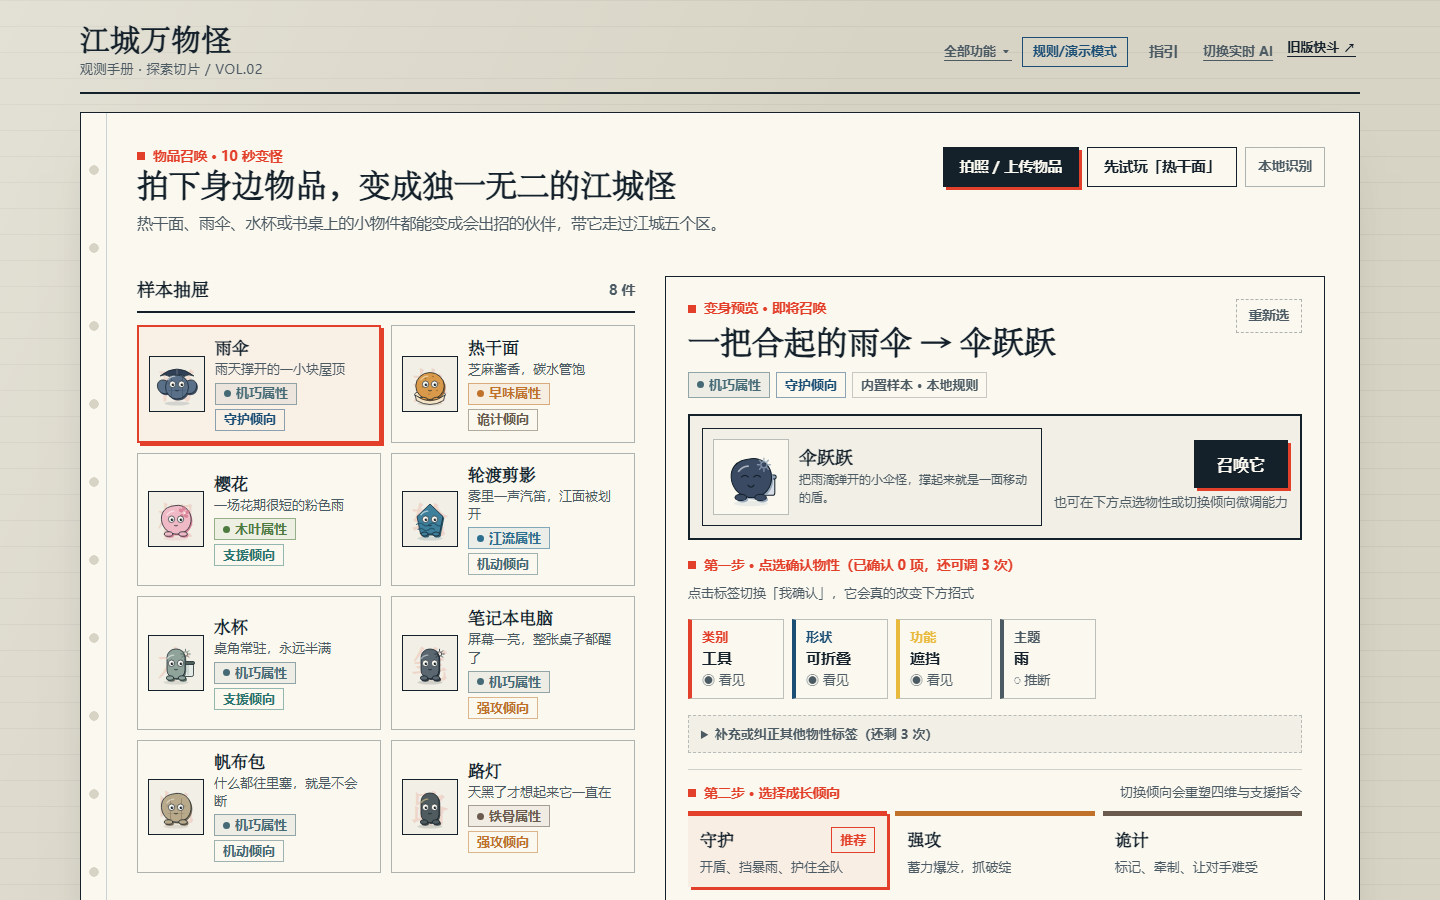 江城万物怪
观测手册 · 探索切片 / VOL.02
全部功能
规则/演示模式
指引
切换实时 AI
旧版快斗 ↗
物品召唤 • 10 秒变怪
拍下身边物品，变成独一无二的江城怪
热干面、雨伞、水杯或书桌上的小物件都能变成会出招的伙伴，带它走过江城五个区。
拍照 / 上传物品
先试玩「热干面」
本地识别
样本抽屉
8 件
雨伞
雨天撑开的一小块屋顶
机巧属性
守护倾向
热干面
芝麻酱香，碳水管饱
早味属性
诡计倾向
樱花
一场花期很短的粉色雨
木叶属性
支援倾向
轮渡剪影
雾里一声汽笛，江面被划
开
江流属性
机动倾向
水杯
桌角常驻，永远半满
机巧属性
支援倾向
笔记本电脑
屏幕一亮，整张桌子都醒
了
机巧属性
强攻倾向
帆布包
什么都往里塞，就是不会
断
机巧属性
机动倾向
路灯
天黑了才想起来它一直在
铁骨属性
强攻倾向
变身预览 • 即将召唤
重新选
一把合起的雨伞 → 伞跃跃
机巧属性
守护倾向
内置样本 • 本地规则
伞跃跃
把雨滴弹开的小伞怪，撑起来就是一面移动
的盾。
召唤它
也可在下方点选物性或切换倾向微调能力
第一步 • 点选确认物性（已确认 0 项，还可调 3 次）
点击标签切换「我确认」，它会真的改变下方招式
类别
工具
◉ 看见
形状
可折叠
◉ 看见
功能
遮挡
◉ 看见
主题
雨
○ 推断
▶ 补充或纠正其他物性标签（还剩 3 次）
第二步 • 选择成长倾向
切换倾向会重塑四维与支援指令
守护
推荐
开盾、挡暴雨、护住全队
强攻
蓄力爆发，抓破绽
诡计
标记、牵制、让对手难受